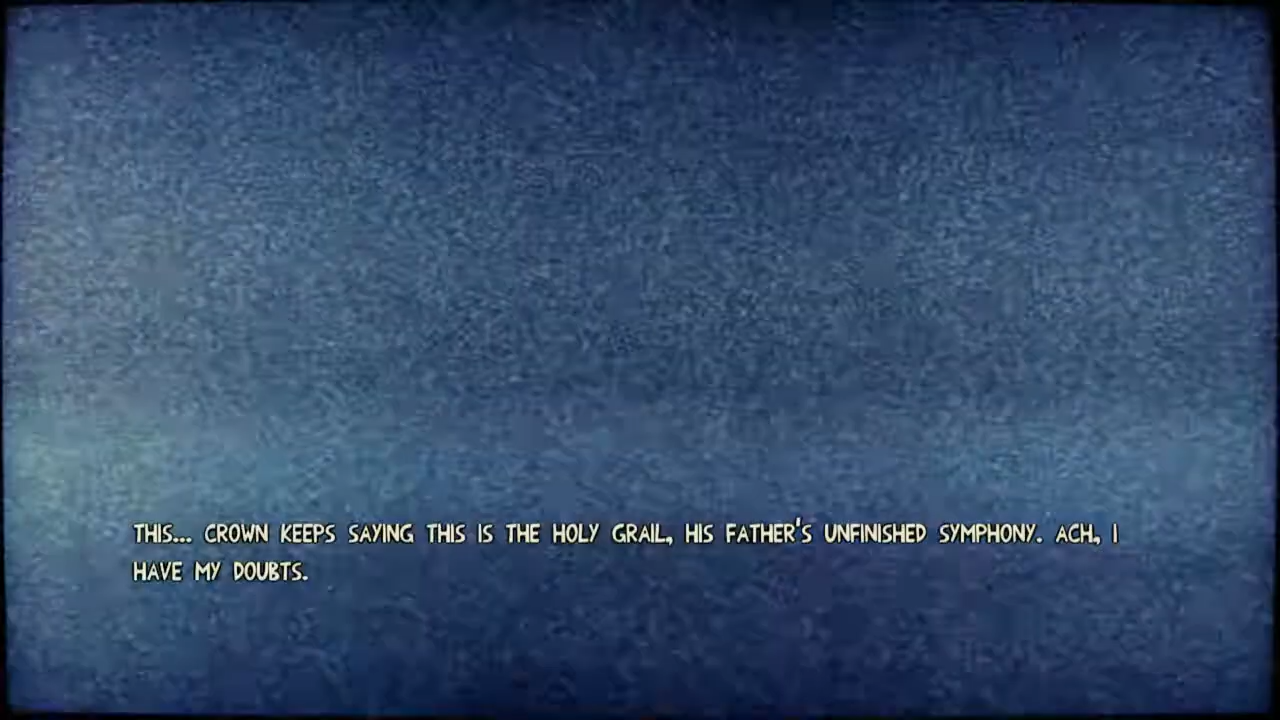 THIS... CROWN KEEPS SAYING THIS IS THE HOLY GRAIL, HIS FATHER'S UNFINISHED SYMPHONY. ACH, I
HAVE MY DOUBTS.